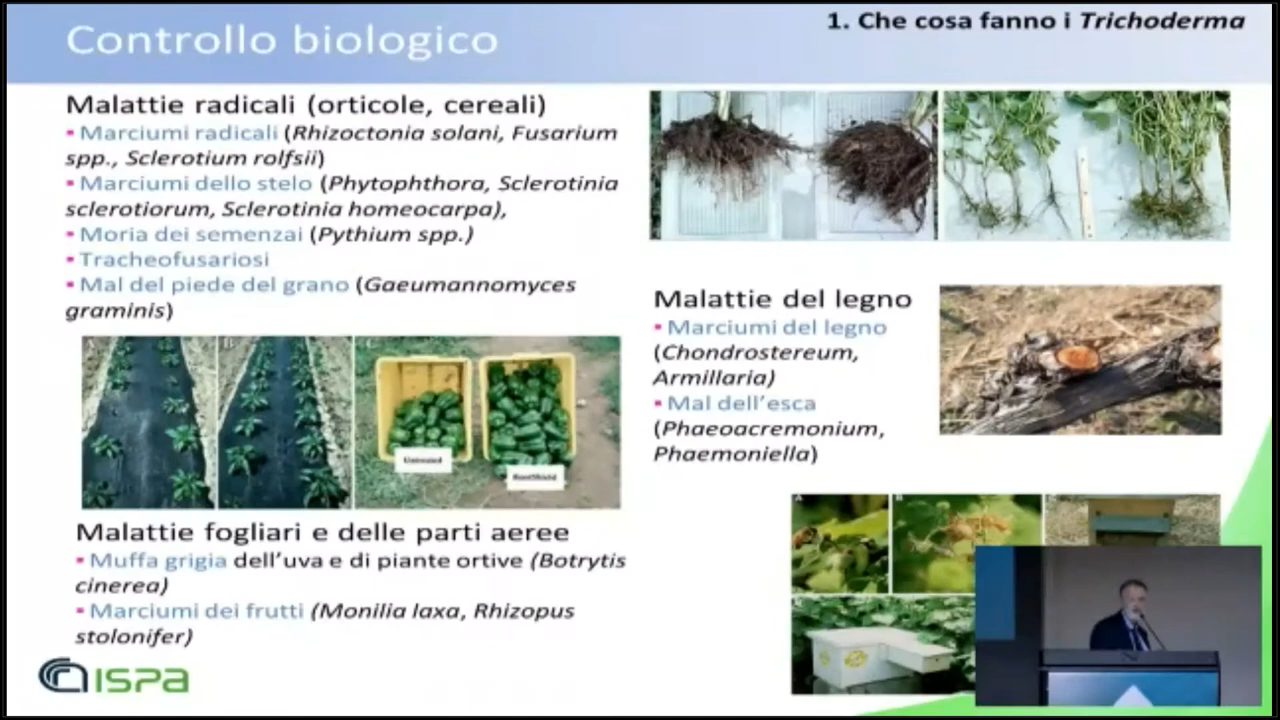 Controllo biologico
1. Che cosa fanno i Trichoderma
Malattie radicali (orticole, cereali)
▪ Marciumi radicali (Rhizoctonia solani, Fusarium
spp., Sclerotium rolfsii)
▪ Marciumi dello stelo (Phytophthora, Sclerotinia
sclerotiorum, Sclerotinia homeocarpa),
▪ Moria dei semenzai (Pythium spp.)
▪ Tracheofusariosi
▪ Mal del piede del grano (Gaeumannomyces
graminis)
A
B
C
Untreated
RootShield
Malattie del legno
▪ Marciumi del legno
(Chondrostereum,
Armillaria)
▪ Mal dell'esca
(Phaeoacremonium,
Phaemoniella)
Malattie fogliari e delle parti aeree
▪ Muffa grigia dell'uva e di piante ortive (Botrytis
cinerea)
▪ Marciumi dei frutti (Monilia laxa, Rhizopus
stolonifer)
A
B
ISPA